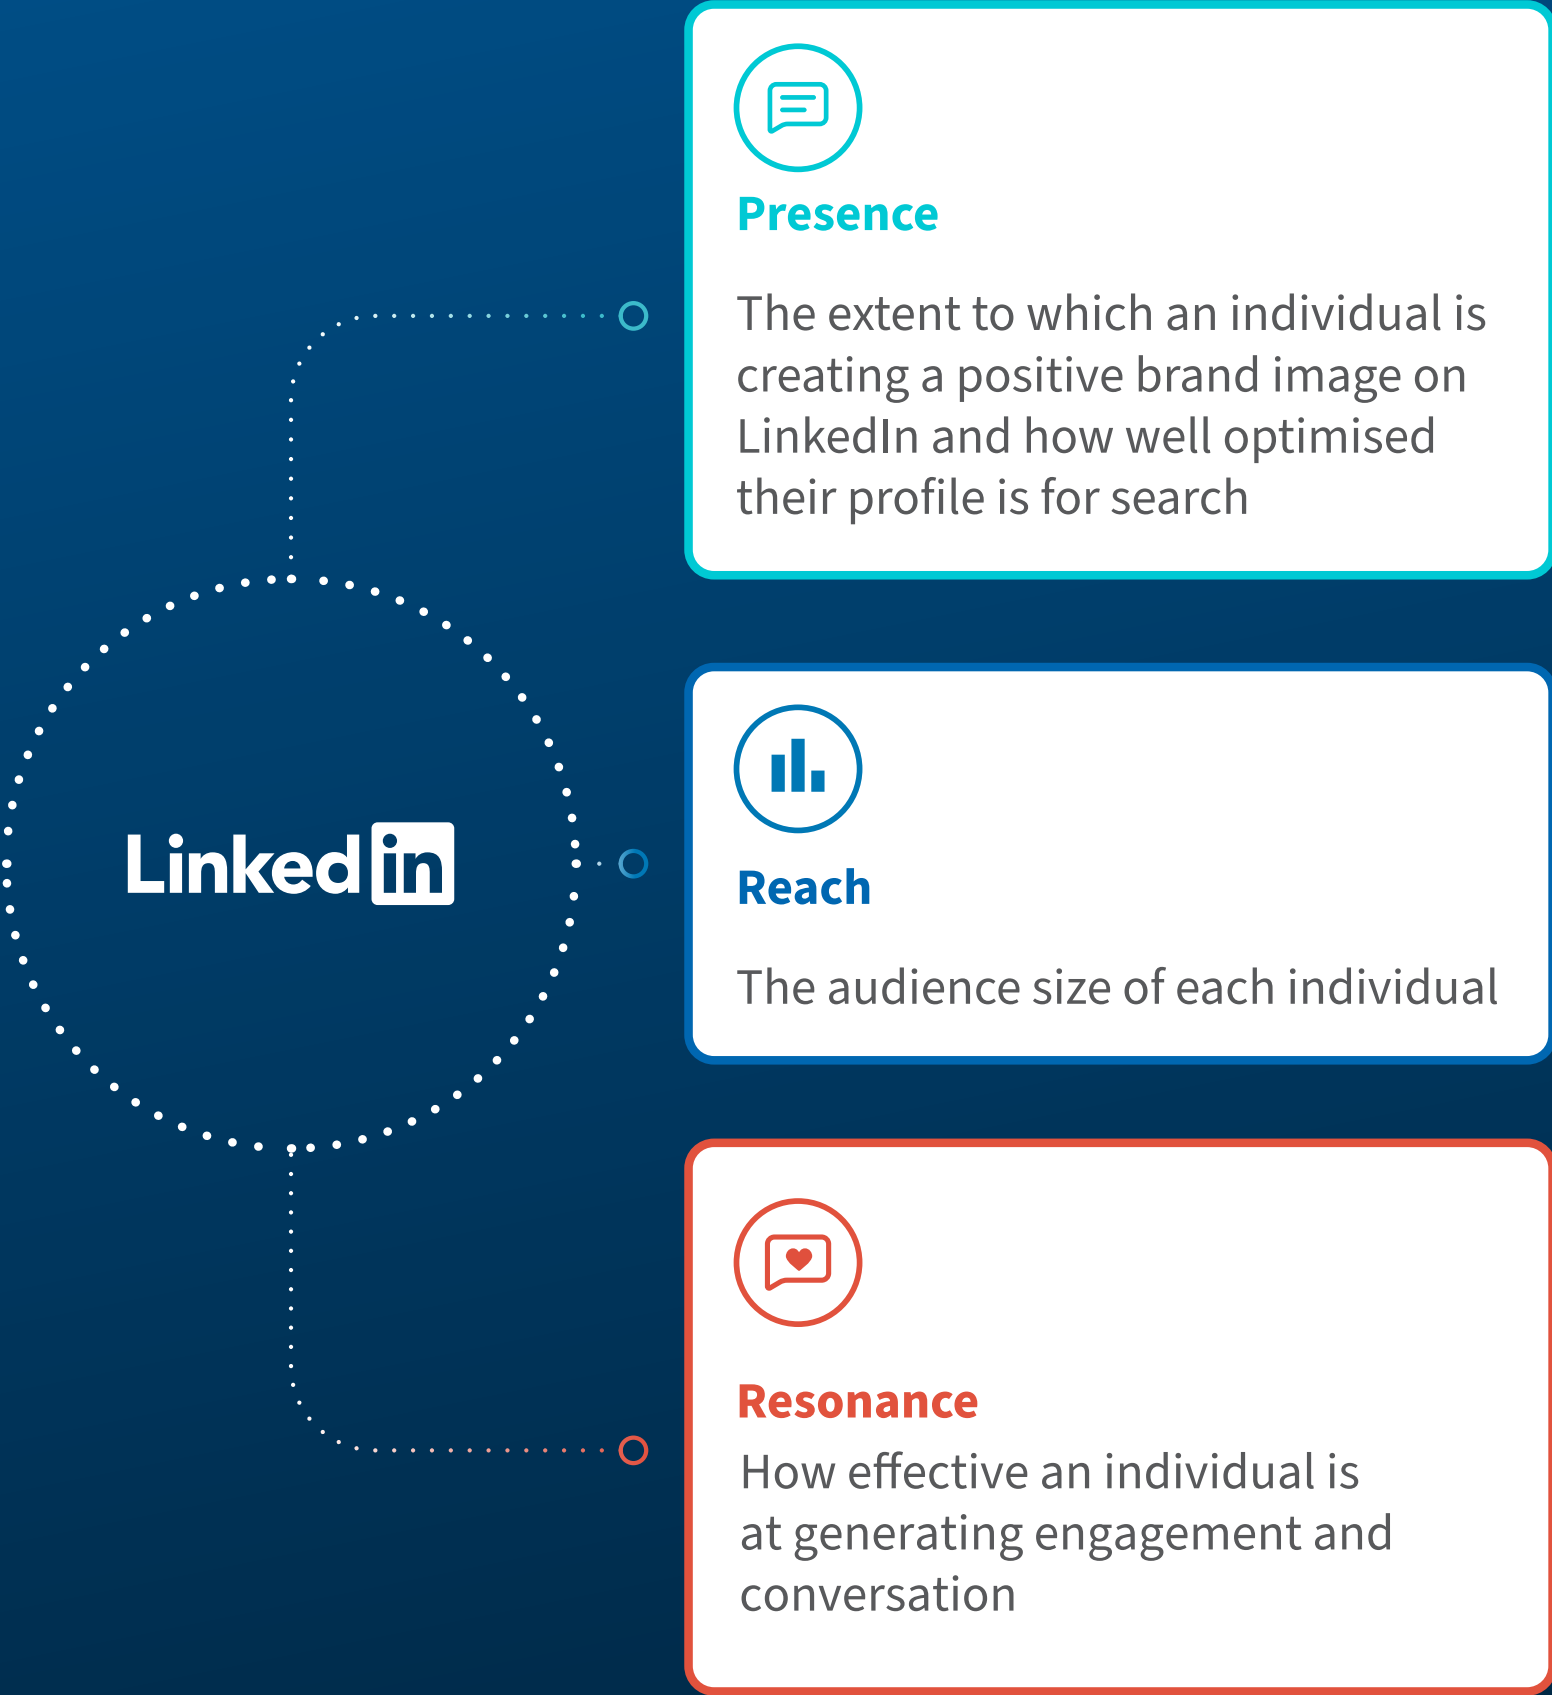 Presence
The extent to which an individual is
creating a positive brand image on
LinkedIn and how well optimised
their profile is for search
LinkedIn
Reach
The audience size of each individual
Resonance
How effective an individual is
at generating engagement and
conversation